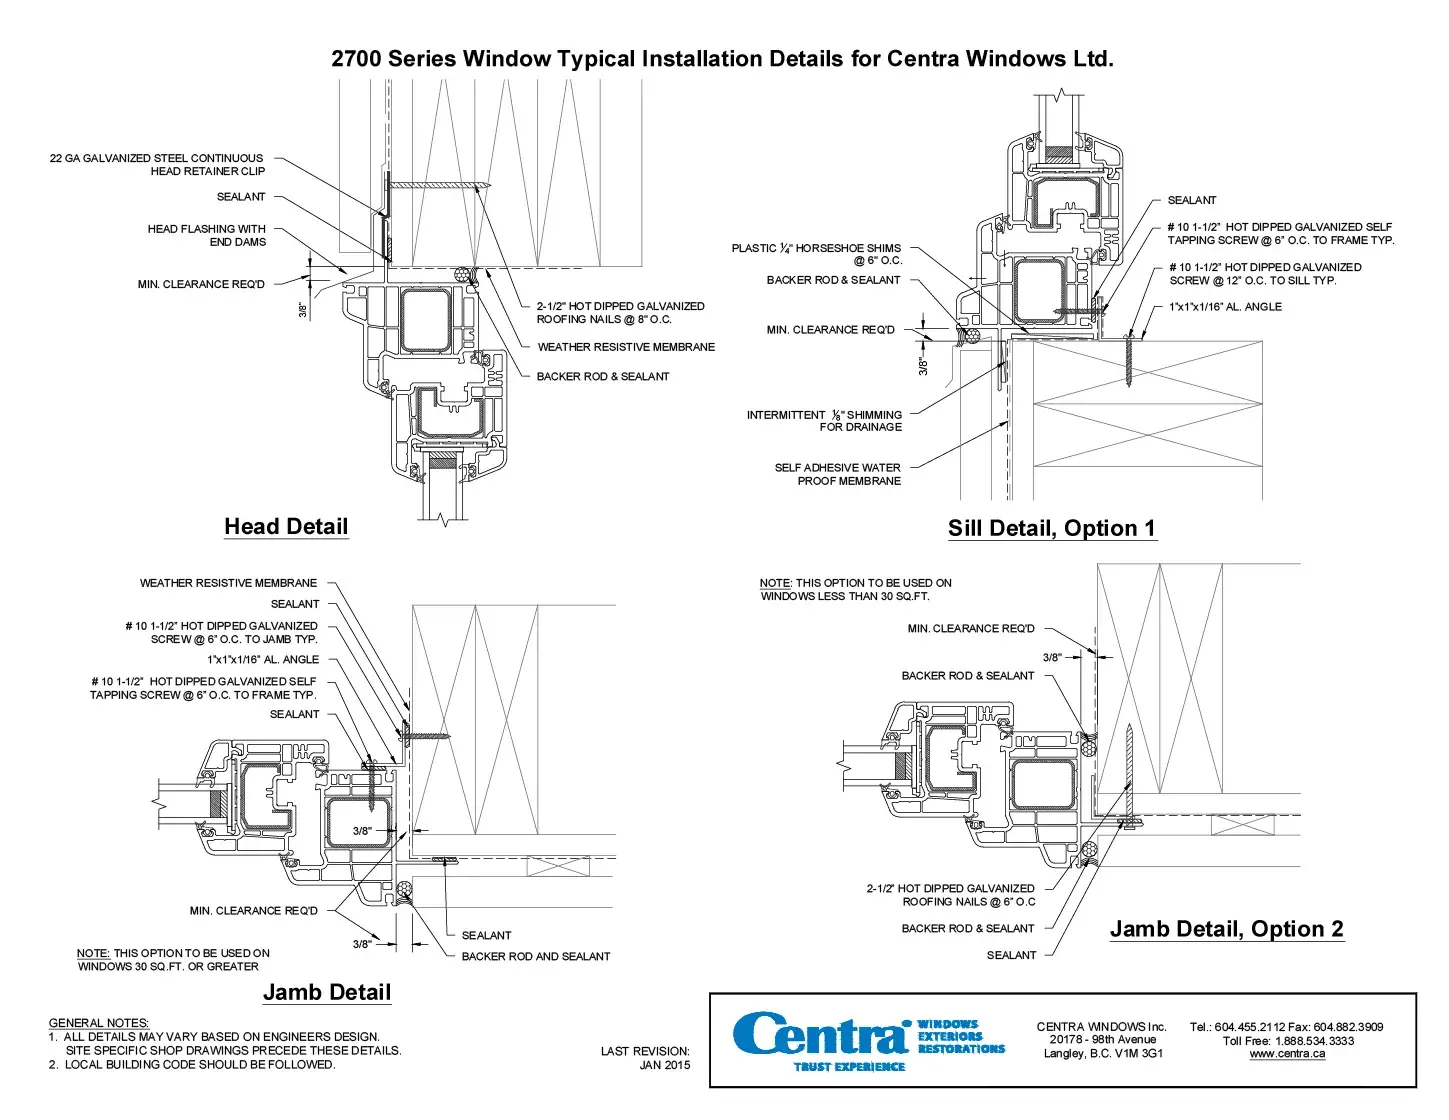 2700 Series Window Typical Installation Details for Centra Windows Ltd.
22 GA GALVANIZED STEEL CONTINUOUS
HEAD RETAINER CLIP
SEALANT
HEAD FLASHING WITH
END DAMS
MIN. CLEARANCE REQ'D
3/8"
2-1/2" HOT DIPPED GALVANIZED
ROOFING NAILS @ 8" O.C.
WEATHER RESISTIVE MEMBRANE
BACKER ROD & SEALANT
Head Detail
PLASTIC ¼" HORSESHOE SHIMS
@ 6" O.C.
BACKER ROD & SEALANT
MIN. CLEARANCE REQ'D
3/8"
INTERMITTENT ⅛" SHIMMING
FOR DRAINAGE
SELF ADHESIVE WATER
PROOF MEMBRANE
SEALANT
# 10 1-1/2" HOT DIPPED GALVANIZED SELF
TAPPING SCREW @ 6" O.C. TO FRAME TYP.
# 10 1-1/2" HOT DIPPED GALVANIZED
SCREW @ 12" O.C. TO SILL TYP.
1"x1"x1/16" AL. ANGLE
Sill Detail, Option 1
WEATHER RESISTIVE MEMBRANE
SEALANT
# 10 1-1/2" HOT DIPPED GALVANIZED
SCREW @ 6" O.C. TO JAMB TYP.
1"x1"x1/16" AL. ANGLE
# 10 1-1/2" HOT DIPPED GALVANIZED SELF
TAPPING SCREW @ 6" O.C. TO FRAME TYP.
SEALANT
3/8"
MIN. CLEARANCE REQ'D
3/8"
SEALANT
BACKER ROD AND SEALANT
NOTE: THIS OPTION TO BE USED ON
WINDOWS 30 SQ.FT. OR GREATER
Jamb Detail
NOTE: THIS OPTION TO BE USED ON
WINDOWS LESS THAN 30 SQ.FT.
MIN. CLEARANCE REQ'D
3/8"
BACKER ROD & SEALANT
2-1/2" HOT DIPPED GALVANIZED
ROOFING NAILS @ 6" O.C
BACKER ROD & SEALANT
SEALANT
Jamb Detail, Option 2
GENERAL NOTES:
1. ALL DETAILS MAY VARY BASED ON ENGINEERS DESIGN.
SITE SPECIFIC SHOP DRAWINGS PRECEDE THESE DETAILS.
2. LOCAL BUILDING CODE SHOULD BE FOLLOWED.
LAST REVISION:
JAN 2015
Centra
WINDOWS
EXTERIORS
RESTORATIONS
TRUST EXPERIENCE
CENTRA WINDOWS Inc.
20178 - 98th Avenue
Langley, B.C. V1M 3G1
Tel.: 604.455.2112 Fax: 604.882.3909
Toll Free: 1.888.534.3333
www.centra.ca